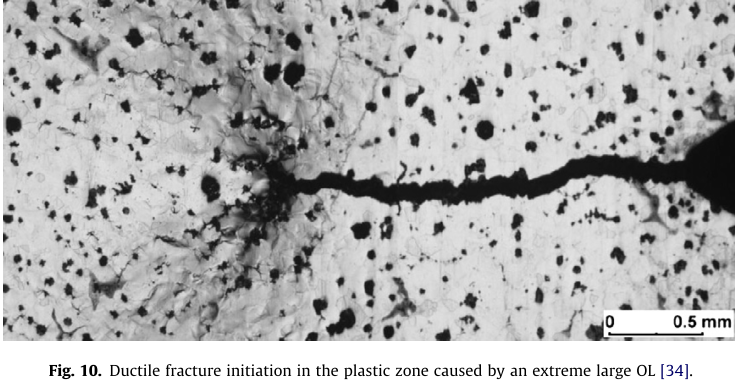 0 0.5 mm
Fig. 10. Ductile fracture initiation in the plastic zone caused by an extreme large OL [34].